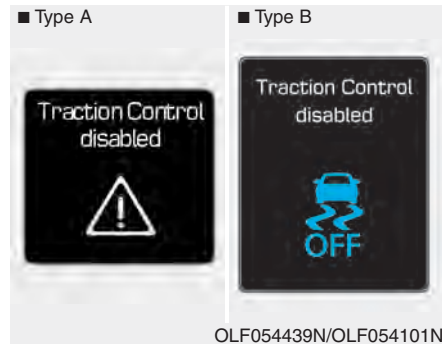 ■ Type A
■ Type B
Traction Control
disabled
Traction Control
disabled
OFF
OLF054439N/OLF054101N